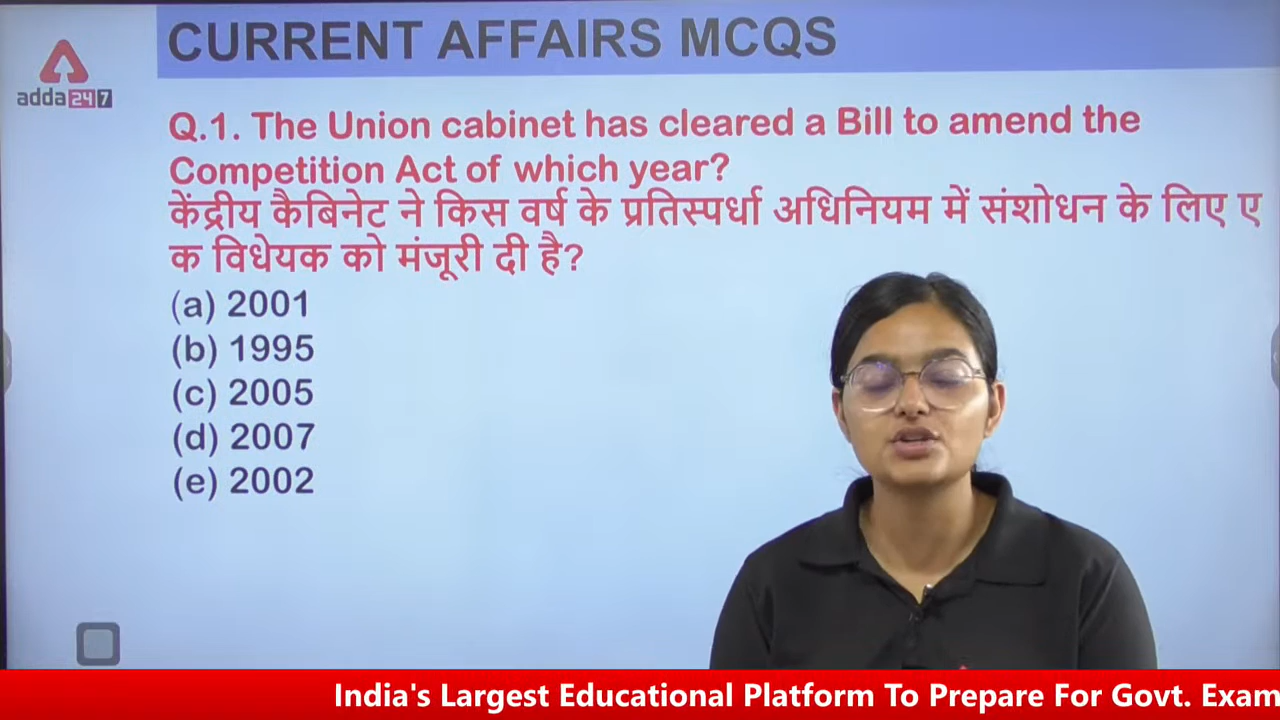 CURRENT AFFAIRS MCQS
adda247
Q.1. The Union cabinet has cleared a Bill to amend the
Competition Act of which year?
केंद्रीय कैबिनेट ने किस वर्ष के प्रतिस्पर्धा अधिनियम में संशोधन के लिए ए
क विधेयक को मंजूरी दी है?
(a) 2001
(b) 1995
(c) 2005
(d) 2007
(e) 2002
India's Largest Educational Platform To Prepare For Govt. Exam